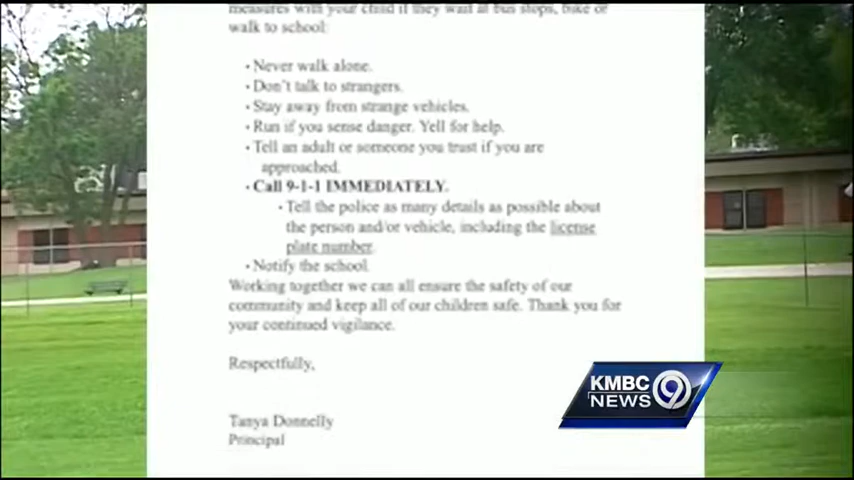 measures with your child if they wait at bus stops, bike or
walk to school:
• Never walk alone.
• Don't talk to strangers.
• Stay away from strange vehicles.
• Run if you sense danger. Yell for help.
• Tell an adult or someone you trust if you are
approached.
• Call 9-1-1 IMMEDIATELY.
• Tell the police as many details as possible about
the person and/or vehicle, including the license
plate number.
• Notify the school.
Working together we can all ensure the safety of our
community and keep all of our children safe. Thank you for
your continued vigilance.
Respectfully,
Tanya Donnelly
Principal
KMBC 9
NEWS